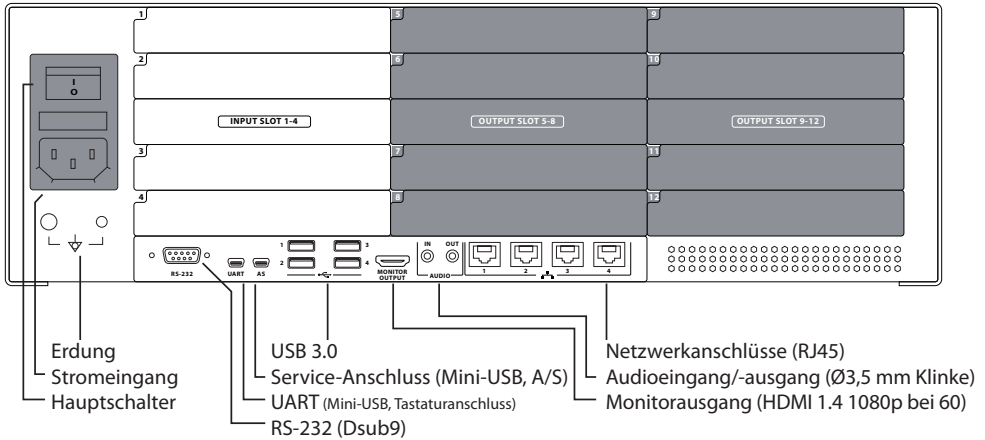 1 5 9
I
O
2 6 10
INPUT SLOT 1-4 OUTPUT SLOT 5-8 OUTPUT SLOT 9-12
3 7 11
4 8 12
RS-232 UART AS
1 3
2 4
MONITOR OUTPUT
IN OUT
AUDIO
1 2 3 4
Erdung
Stromeingang
Hauptschalter
USB 3.0
Service-Anschluss (Mini-USB, A/S)
UART (Mini-USB, Tastaturanschluss)
RS-232 (Dsub9)
Netzwerkanschlüsse (RJ45)
Audioeingang/-ausgang (Ø3,5 mm Klinke)
Monitorausgang (HDMI 1.4 1080p bei 60)